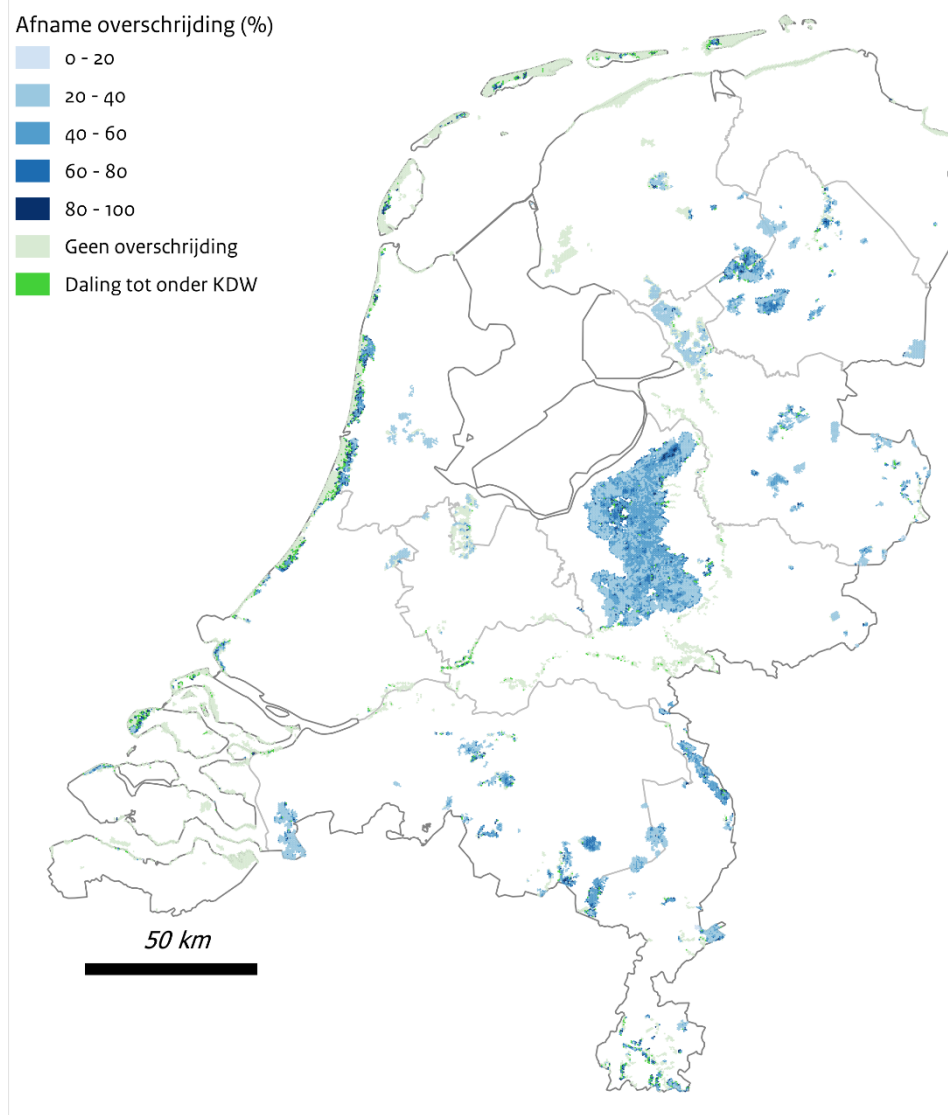 Afname overschrijding (%)
0 - 20
20 - 40
40 - 60
60 - 80
80 - 100
Geen overschrijding
Daling tot onder KDW
50 km